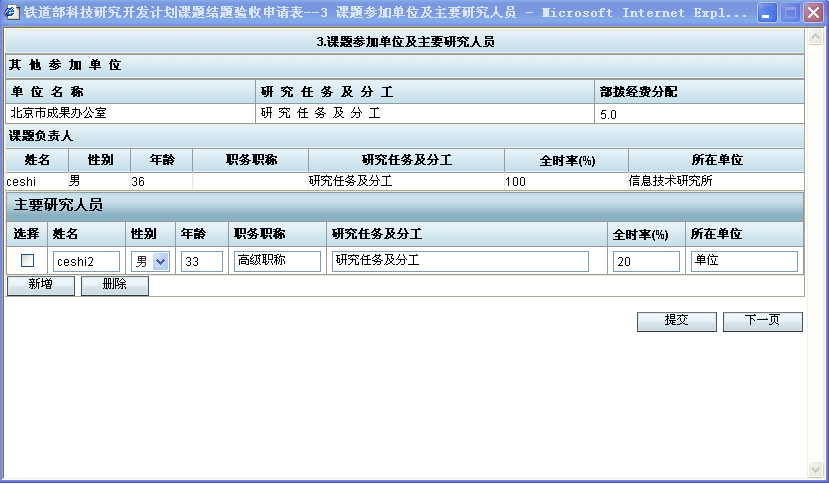 铁道部科技研究开发计划课题结题验收申请表--3 课题参加单位及主要研究人员 - Microsoft Internet Expl...
3.课题参加单位及主要研究人员
其 他 参 加 单 位
单 位 名 称 研 究 任 务 及 分 工 部拨经费分配
北京市成果办公室 研 究 任 务 及 分 工 5.0
课题负责人
姓名 性别 年龄 职务职称 研究任务及分工 全时率(%) 所在单位
ceshi 男 36 研究任务及分工 100 信息技术研究所
主要研究人员
选择 姓名 性别 年龄 职务职称 研究任务及分工 全时率(%) 所在单位
ceshi2 男 33 高级职称 研究任务及分工 20 单位
新增 删除
提交 下一页